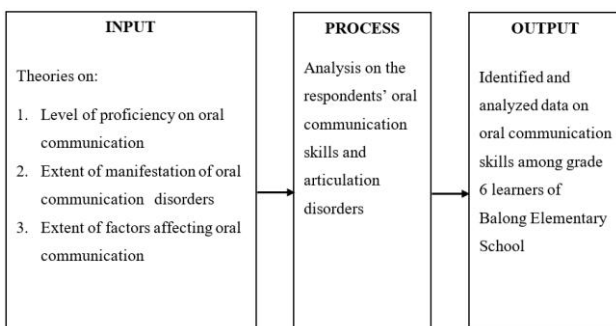 INPUT
Theories on:
1. Level of proficiency on oral
communication
2. Extent of manifestation of oral
communication disorders
3. Extent of factors affecting oral
communication
PROCESS
Analysis on the
respondents' oral
communication
skills and
articulation
disorders
OUTPUT
Identified and
analyzed data on
oral communication
skills among grade
6 learners of
Balong Elementary
School